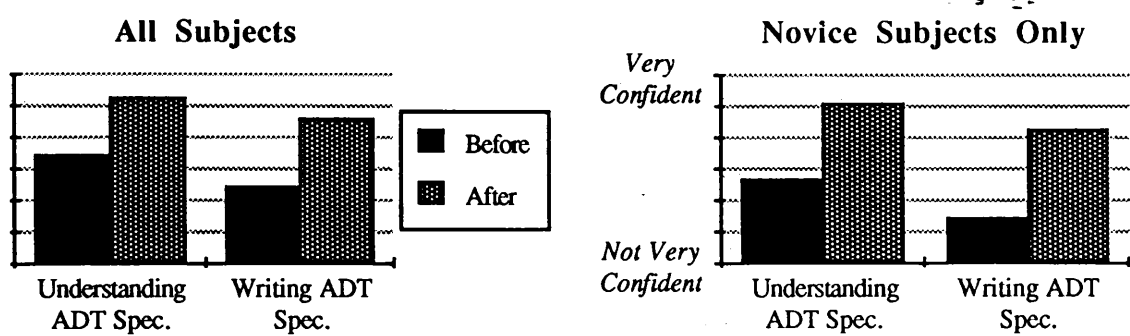 All Subjects
Before
After
Understanding
ADT Spec.
Writing ADT
Spec.
Novice Subjects Only
Very
Confident
Not Very
Confident
Understanding
ADT Spec.
Writing ADT
Spec.